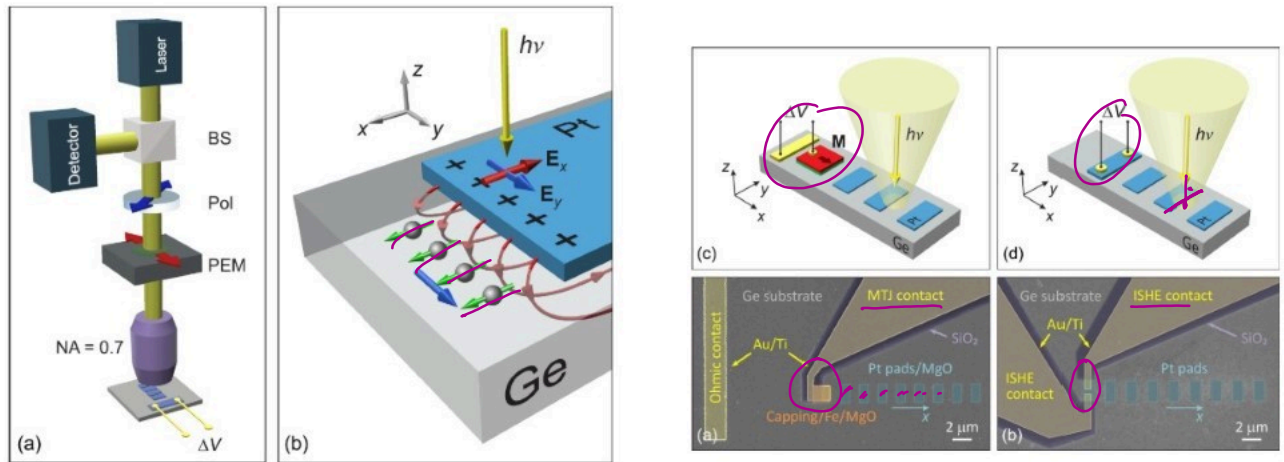 Laser
Detector
BS
Pol
PEM
NA = 0.7
ΔV
(a)
hν
z
x
y
Pt
+ + + + + + +
Eₓ
Eᵧ
Ge
(b)
ΔV
M
hν
z
y
x
Pt
Ge
(c)
ΔV
hν
z
y
x
Pt
Ge
(d)
Ohmic contact
Ge substrate
MTJ contact
Au/Ti
SiO₂
Pt pads/MgO
x
Capping/Fe/MgO
2 μm
(a)
Ge substrate
ISHE contact
Au/Ti
SiO₂
ISHE
contact
Pt pads
x
2 μm
(b)